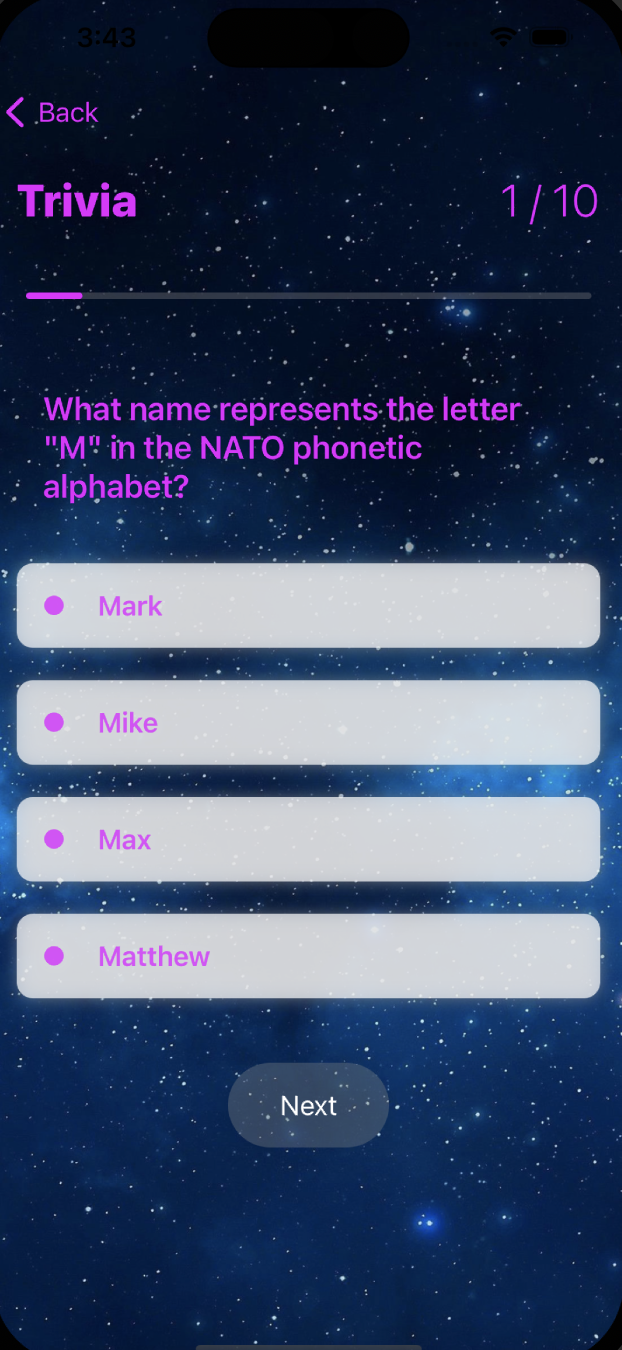 3:43
Back
Trivia
1 / 10
What name represents the letter
"M" in the NATO phonetic
alphabet?
Mark
Mike
Max
Matthew
Next